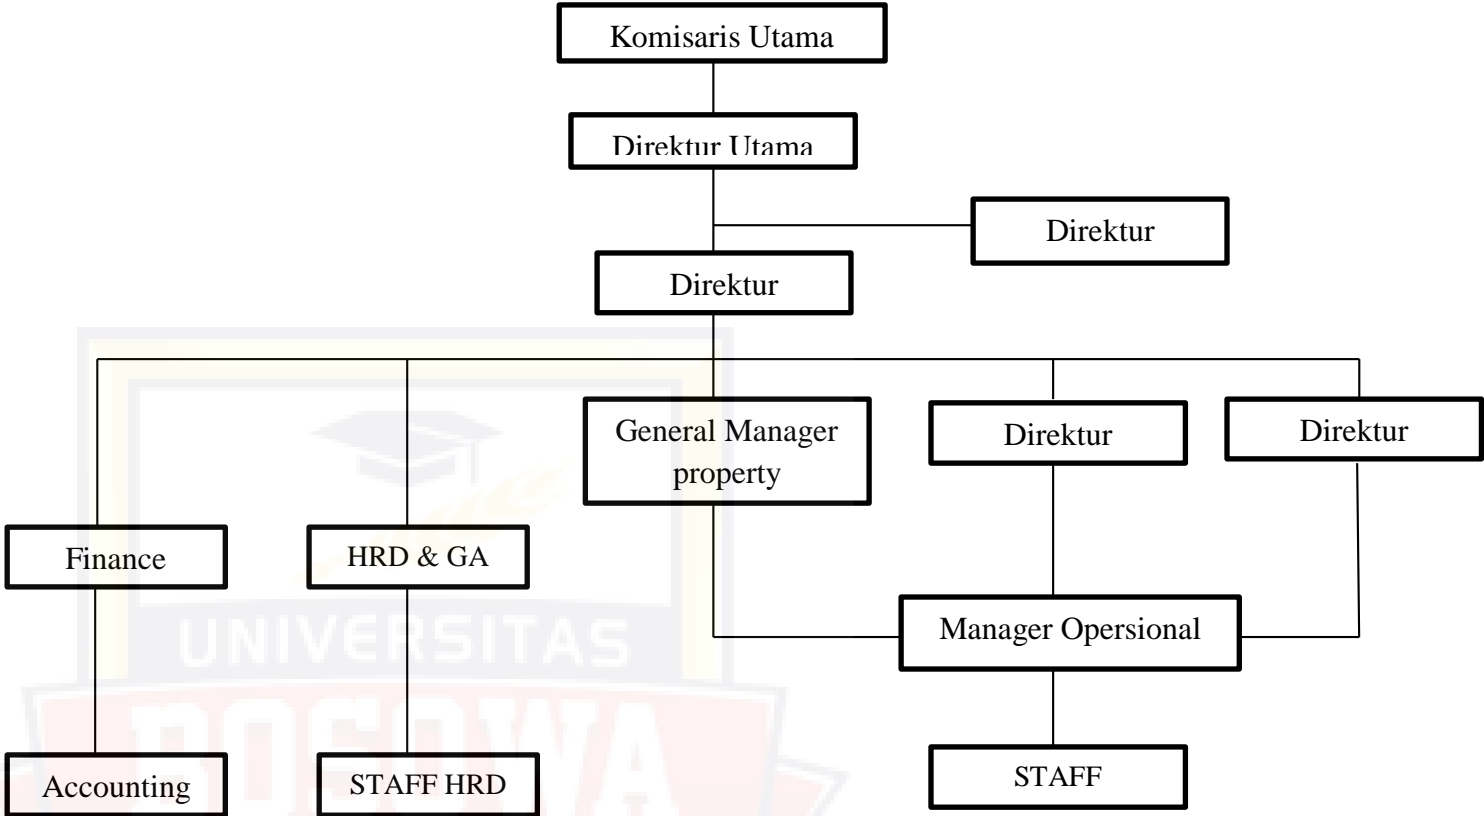 Komisaris Utama
Direktur Utama
Direktur
Direktur
General Manager
property
Direktur
Direktur
Finance
HRD & GA
Manager Opersional
UNIVERSITAS
BOSOWA
Accounting
STAFF HRD
STAFF